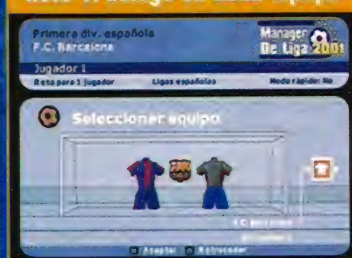 Primera div. española
F.C. Barcelona
Manager
De Liga 2001
Jugador 1
Reto para 1 jugador
Ligas españolas
Modo rápido: No
Seleccionar equipo
F.C. Barcelona
Aceptar
Retroceder